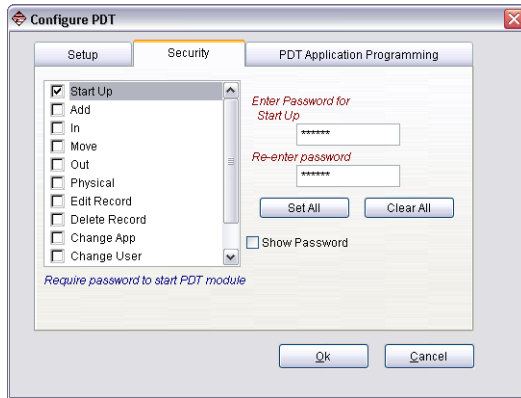 Configure PDT
Setup
Security
PDT Application Programming
Start Up
Add
In
Move
Out
Physical
Edit Record
Delete Record
Change App
Change User
Require password to start PDT module
Enter Password for
Start Up
******
Re-enter password
******
Set All
Clear All
Show Password
Ok
Cancel